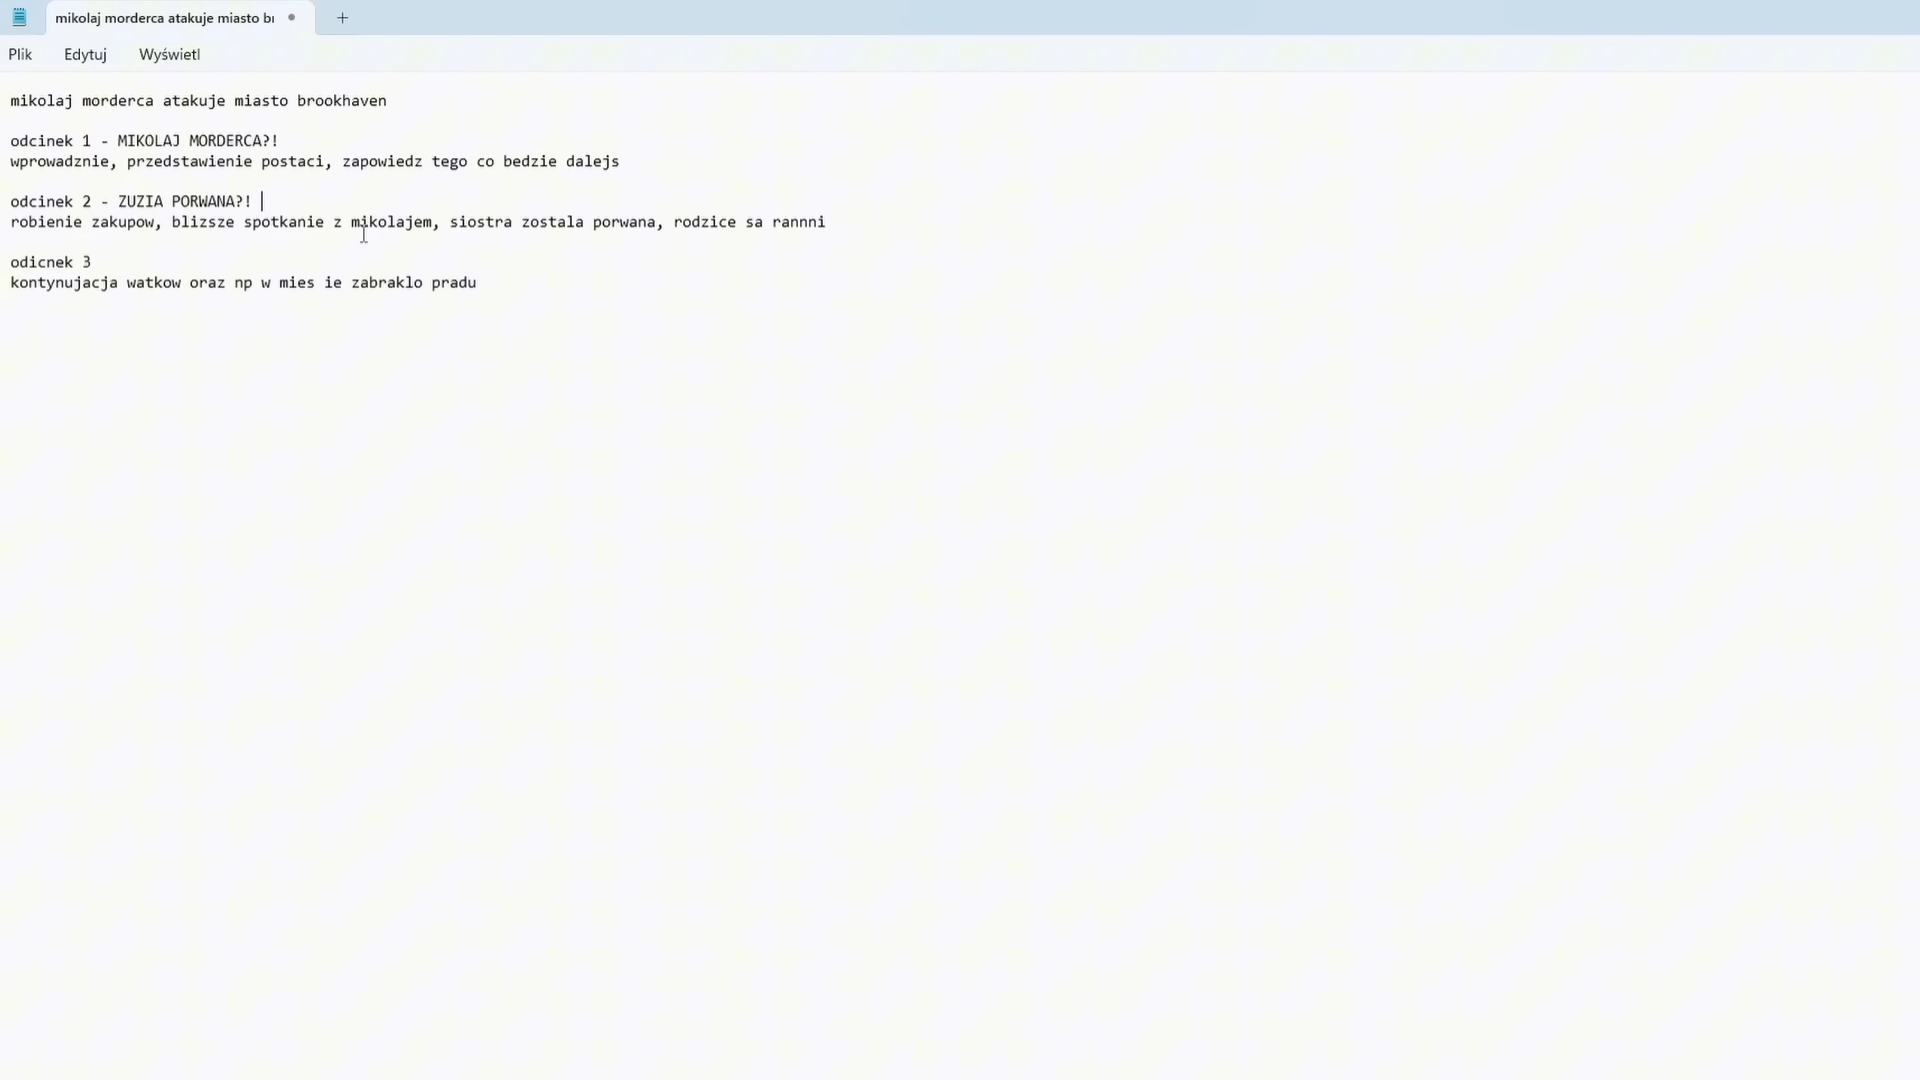 mikolaj morderca atakuje miasto bı
Plik Edytuj Wyświetl
mikolaj morderca atakuje miasto brookhaven
odcinek 1 - MIKOLAJ MORDERCA?!
wprowadznie, przedstawienie postaci, zapowiedz tego co bedzie dalejs
odcinek 2 - ZUZIA PORWANA?!
robienie zakupow, blizsze spotkanie z mikolajem, siostra zostala porwana, rodzice sa rannni
odicnek 3
kontynujacja watkow oraz np w mies ie zabraklo pradu